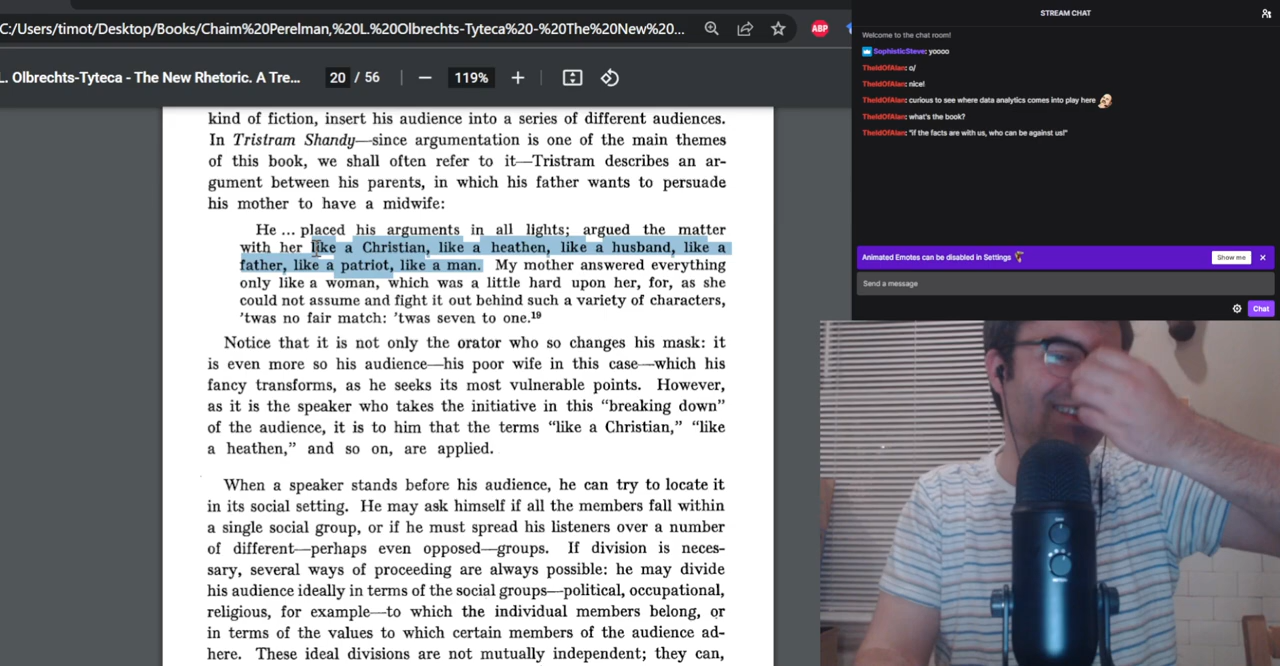 C:/Users/timot/Desktop/Books/Chaim%20Perelman,%20L.%20Olbrechts-Tyteca%20-%20The%20New%20...
ABP
L. Olbrechts-Tyteca - The New Rhetoric. A Tre...
20 / 56
119%
kind of fiction, insert his audience into a series of different audiences.
In Tristram Shandy—since argumentation is one of the main themes
of this book, we shall often refer to it—Tristram describes an ar-
gument between his parents, in which his father wants to persuade
his mother to have a midwife:
He ... placed his arguments in all lights; argued the matter
with her like a Christian, like a heathen, like a husband, like a
father, like a patriot, like a man. My mother answered everything
only like a woman, which was a little hard upon her, for, as she
could not assume and fight it out behind such a variety of characters,
'twas no fair match: 'twas seven to one.19
Notice that it is not only the orator who so changes his mask: it
is even more so his audience—his poor wife in this case—which his
fancy transforms, as he seeks its most vulnerable points. However,
as it is the speaker who takes the initiative in this “breaking down”
of the audience, it is to him that the terms “like a Christian,” “like
a heathen,” and so on, are applied.
When a speaker stands before his audience, he can try to locate it
in its social setting. He may ask himself if all the members fall within
a single social group, or if he must spread his listeners over a number
of different—perhaps even opposed—groups. If division is neces-
sary, several ways of proceeding are always possible: he may divide
his audience ideally in terms of the social groups—political, occupational,
religious, for example—to which the individual members belong, or
in terms of the values to which certain members of the audience ad-
here. These ideal divisions are not mutually independent; they can,
STREAM CHAT
Welcome to the chat room!
SophisticSteve: yoooo
TheIdOfAlan: o/
TheIdOfAlan: nice!
TheIdOfAlan: curious to see where data analytics comes into play here
TheIdOfAlan: what's the book?
TheIdOfAlan: "if the facts are with us, who can be against us!"
Animated Emotes can be disabled in Settings
Show me
Send a message
Chat